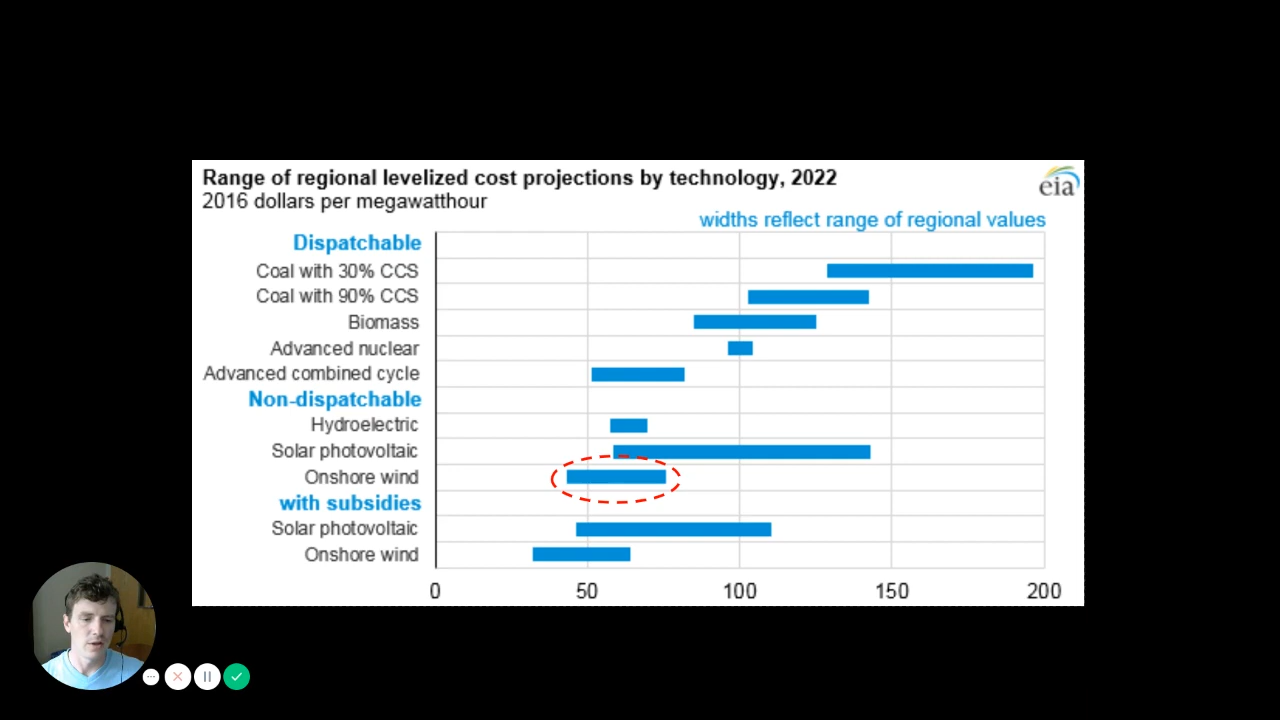 Range of regional levelized cost projections by technology, 2022
2016 dollars per megawatthour
eia
widths reflect range of regional values
Dispatchable
Coal with 30% CCS
Coal with 90% CCS
Biomass
Advanced nuclear
Advanced combined cycle
Non-dispatchable
Hydroelectric
Solar photovoltaic
Onshore wind
with subsidies
Solar photovoltaic
Onshore wind
0 50 100 150 200